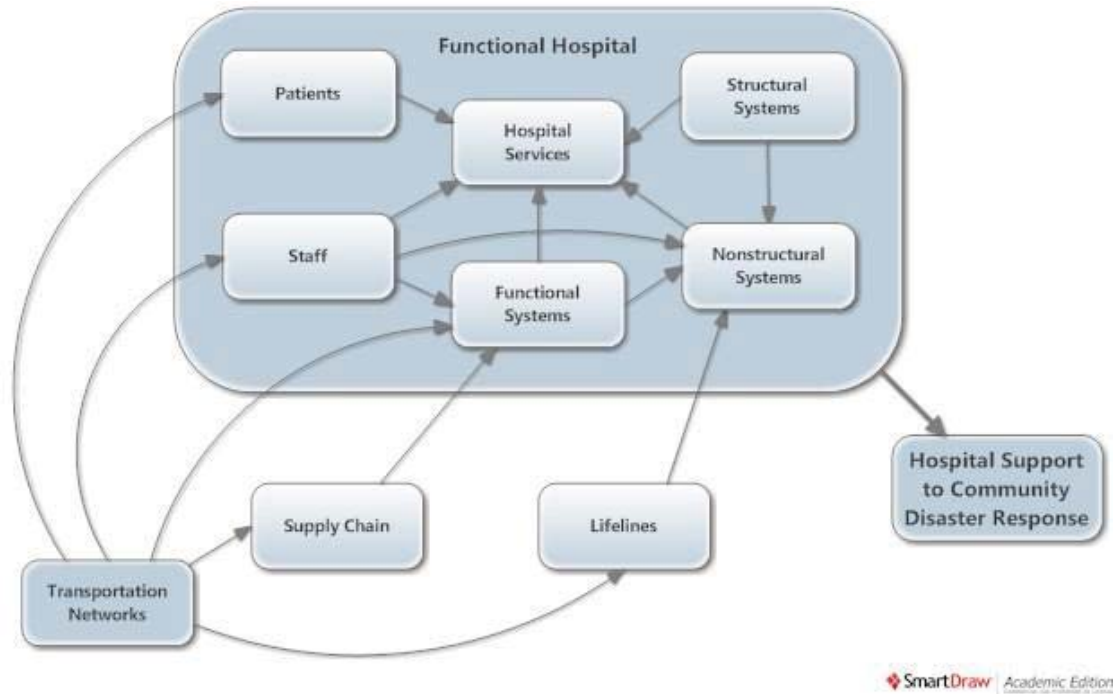 Functional Hospital
Patients
Structural
Systems
Hospital
Services
Staff
Nonstructural
Systems
Functional
Systems
Hospital Support
to Community
Disaster Response
Supply Chain
Lifelines
Transportation
Networks
SmartDraw Academic Edition